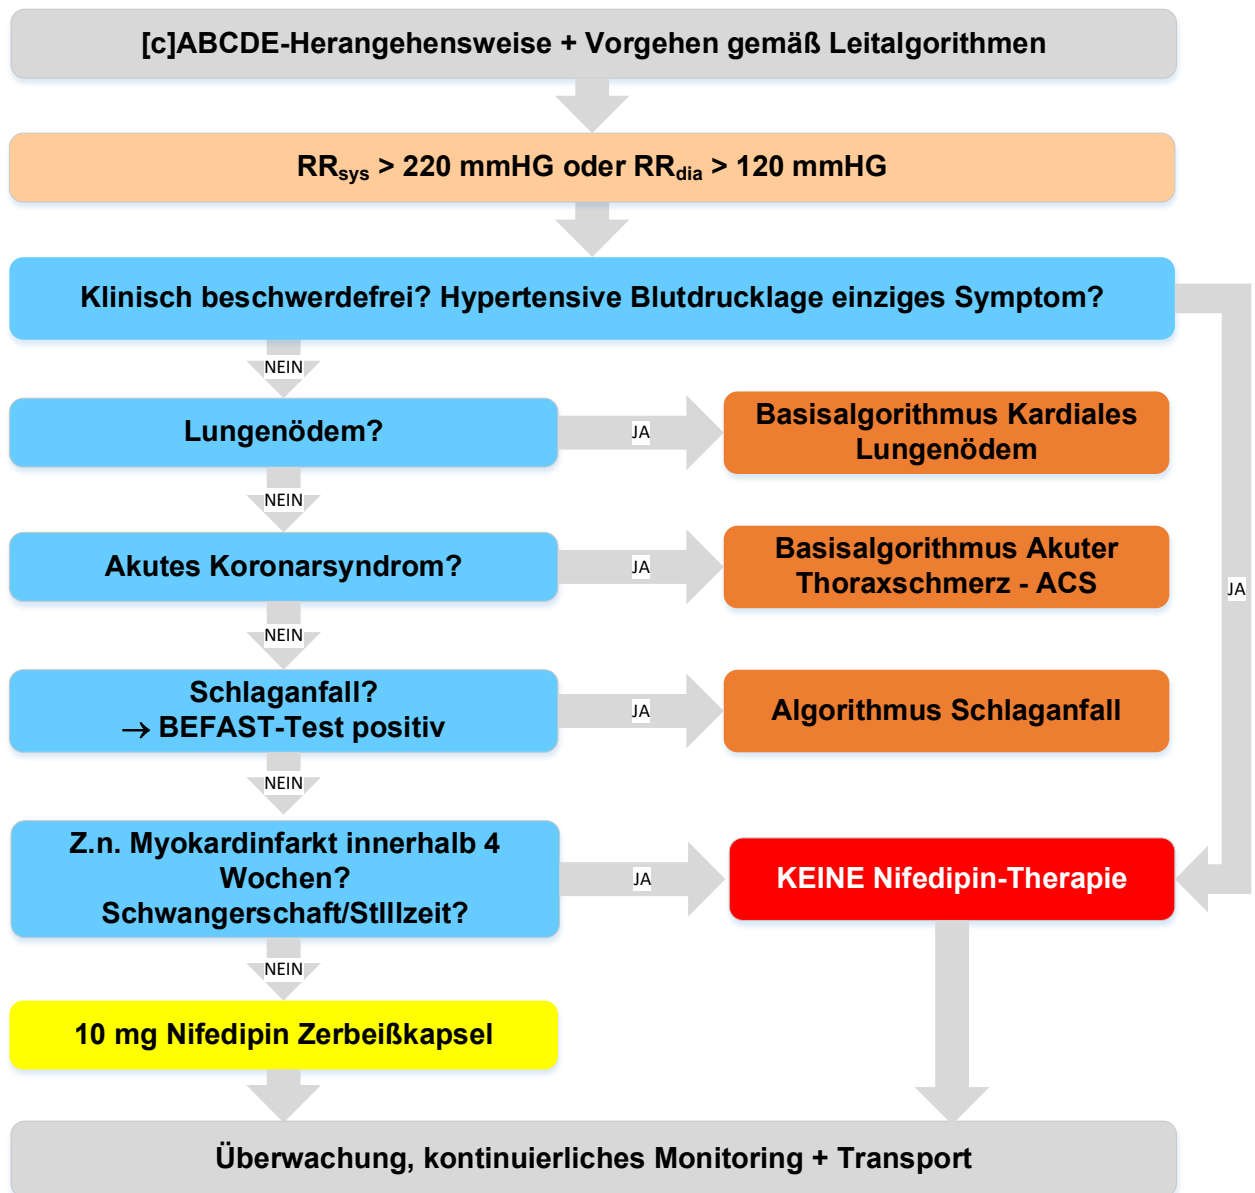 [c]ABCDE-Herangehensweise + Vorgehen gemäß Leitalgorithmen
RRsys > 220 mmHG oder RRdia > 120 mmHG
Klinisch beschwerdefrei? Hypertensive Blutdrucklage einziges Symptom?
NEIN
Lungenödem?
JA
Basisalgorithmus Kardiales
Lungenödem
NEIN
Akutes Koronarsyndrom?
JA
Basisalgorithmus Akuter
Thoraxschmerz - ACS
JA
NEIN
Schlaganfall?
→ BEFAST-Test positiv
JA
Algorithmus Schlaganfall
NEIN
Z.n. Myokardinfarkt innerhalb 4
Wochen?
Schwangerschaft/StIllzeit?
JA
KEINE Nifedipin-Therapie
NEIN
10 mg Nifedipin Zerbeißkapsel
Überwachung, kontinuierliches Monitoring + Transport